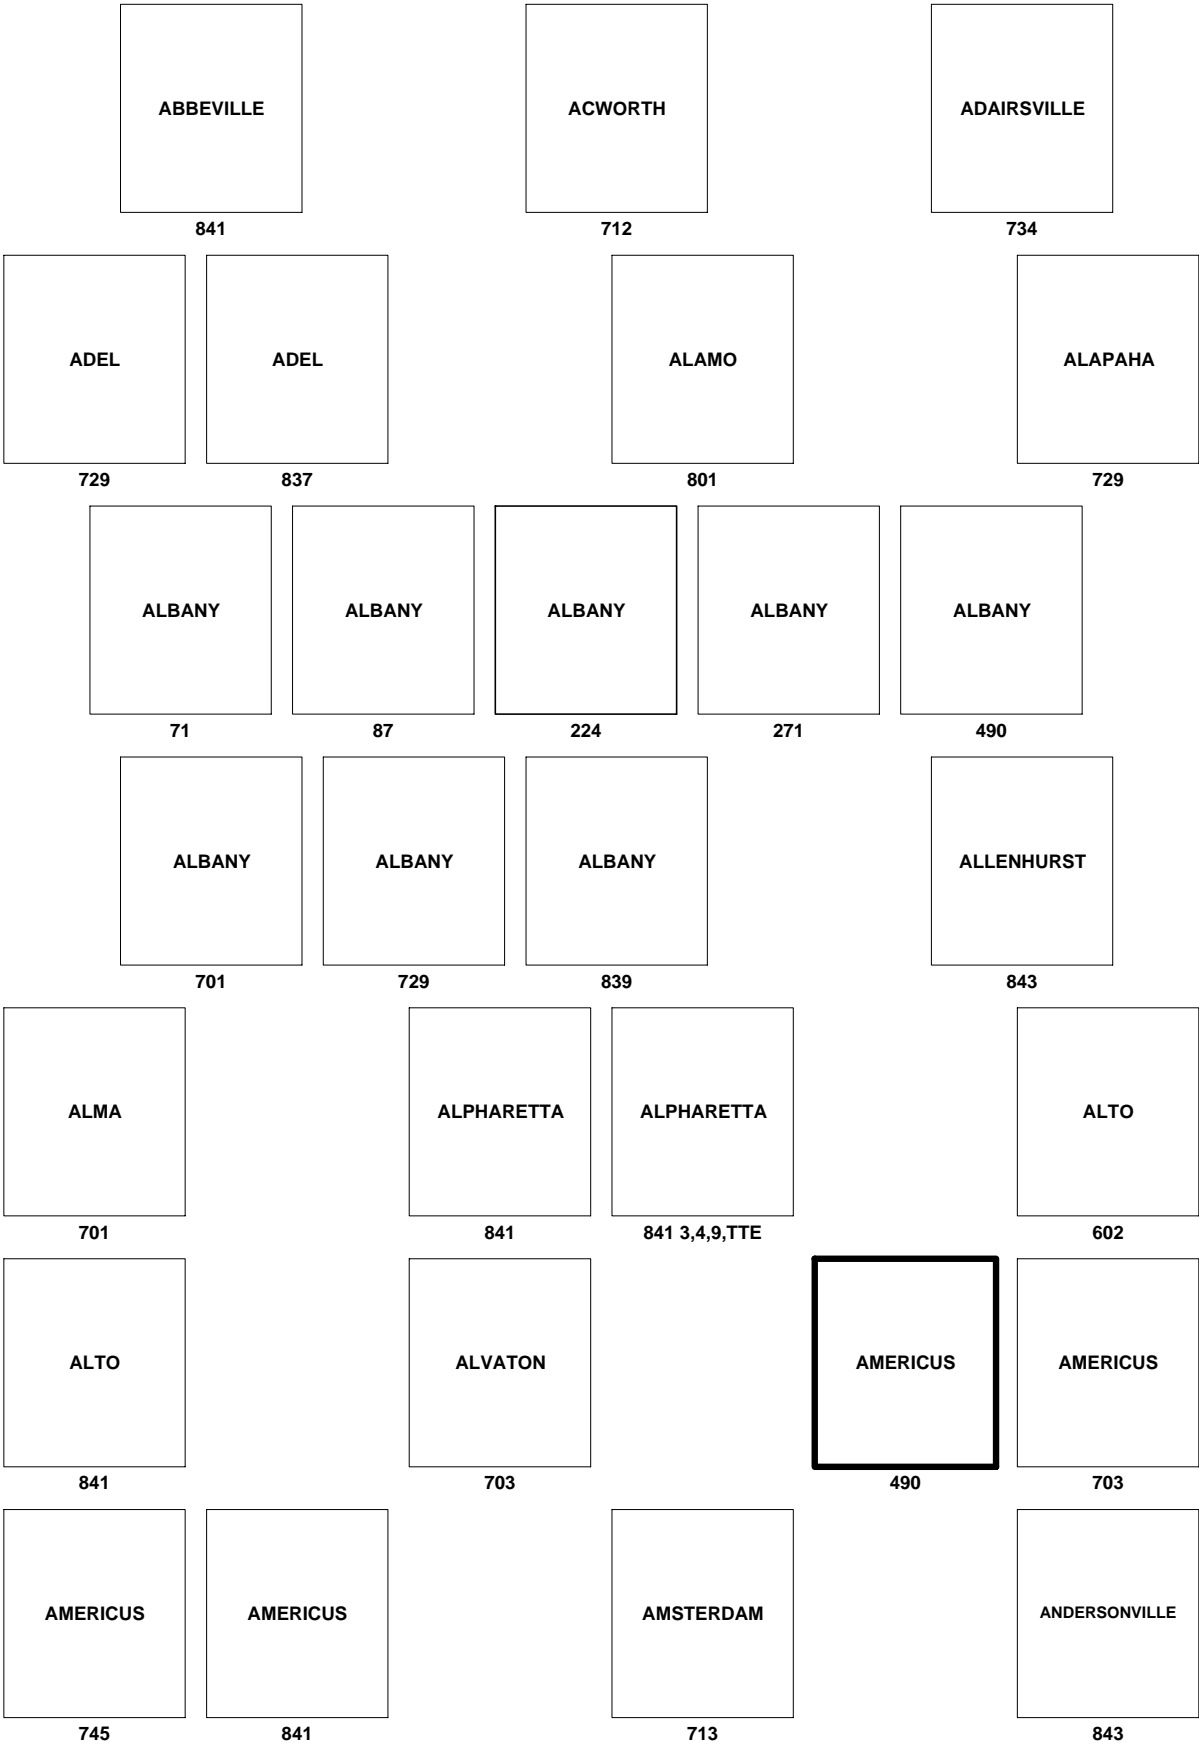 ABBEVILLE ACWORTH ADAIRSVILLE
841 712 734
ADEL ADEL ALAMO ALAPAHA
729 837 801 729
ALBANY ALBANY ALBANY ALBANY ALBANY
71 87 224 271 490
ALBANY ALBANY ALBANY ALLENHURST
701 729 839 843
ALMA ALPHARETTA ALPHARETTA ALTO
701 841 841 3,4,9,TTE 602
ALTO ALVATON AMERICUS AMERICUS
841 703 490 703
AMERICUS AMERICUS AMSTERDAM ANDERSONVILLE
745 841 713 843